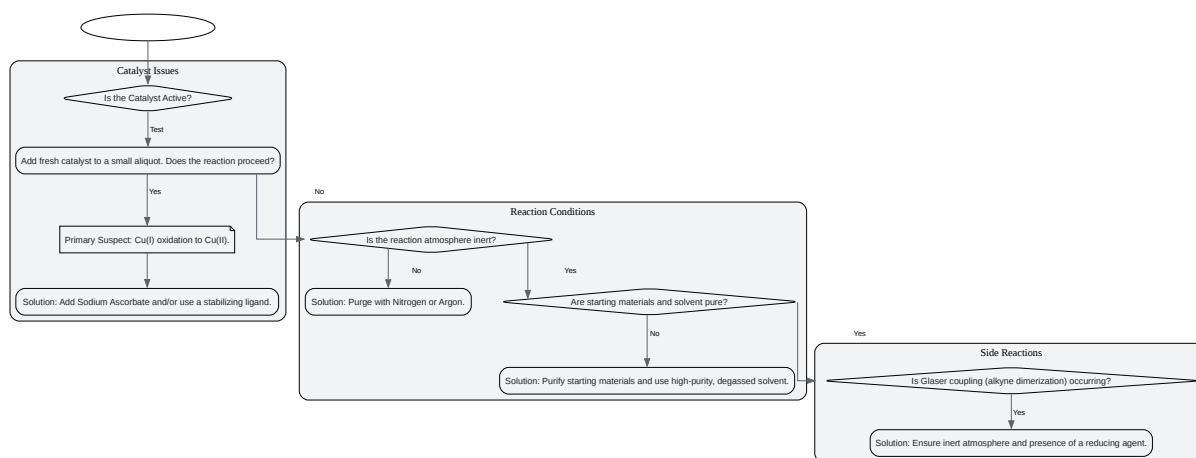 Catalyst Issues
Is the Catalyst Active?
Test
Add fresh catalyst to a small aliquot. Does the reaction proceed?
Yes
No
Primary Suspect: Cu(I) oxidation to Cu(II).
Solution: Add Sodium Ascorbate and/or use a stabilizing ligand.
Reaction Conditions
Is the reaction atmosphere inert?
No
Yes
Solution: Purge with Nitrogen or Argon.
Are starting materials and solvent pure?
No
Yes
Solution: Purify starting materials and use high-purity, degassed solvent.
Side Reactions
Is Glaser coupling (alkyne dimerization) occurring?
Yes
Solution: Ensure inert atmosphere and presence of a reducing agent.